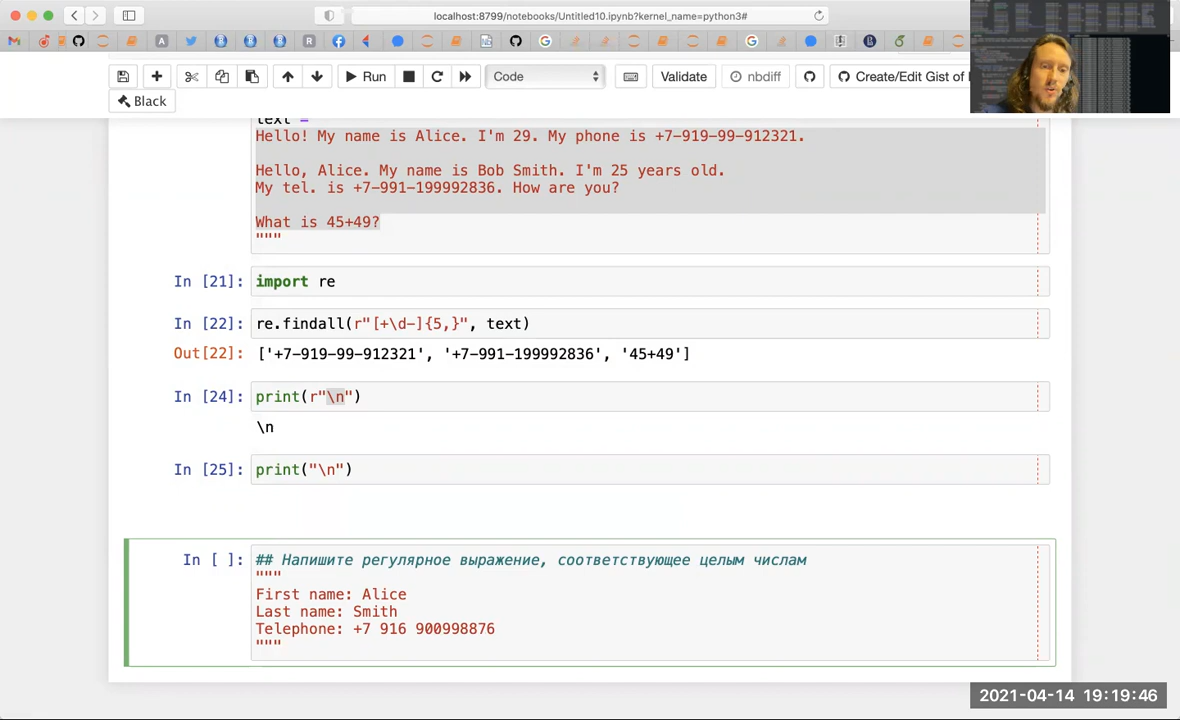 localhost:8799/notebooks/Untitled10.ipynb?kernel_name=python3#
Run
Code
Validate
nbdiff
Create/Edit Gist of
Black
text =
Hello! My name is Alice. I'm 29. My phone is +7-919-99-912321.
Hello, Alice. My name is Bob Smith. I'm 25 years old.
My tel. is +7-991-199992836. How are you?
What is 45+49?
"""
In [21]: import re
In [22]: re.findall(r"[+\d-]{5,}", text)
Out[22]: ['+7-919-99-912321', '+7-991-199992836', '45+49']
In [24]: print(r"\n")
\n
In [25]: print("\n")
In [ ]: ## Напишите регулярное выражение, соответствующее целым числам
"""
First name: Alice
Last name: Smith
Telephone: +7 916 900998876
"""
2021-04-14 19:19:46